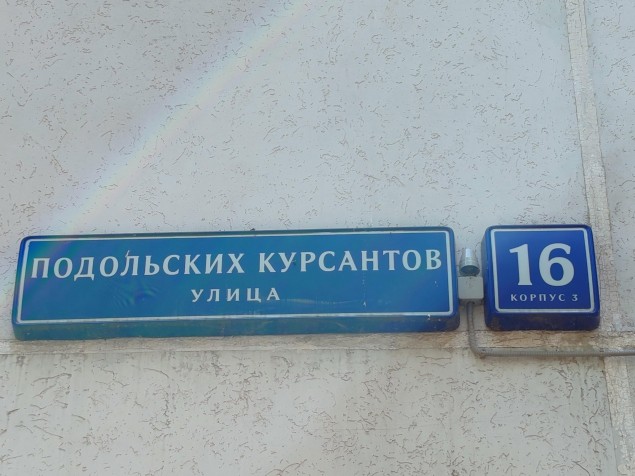 ПОДОЛЬСКИХ КУРСАНТОВ
УЛИЦА
16
КОРПУС 3